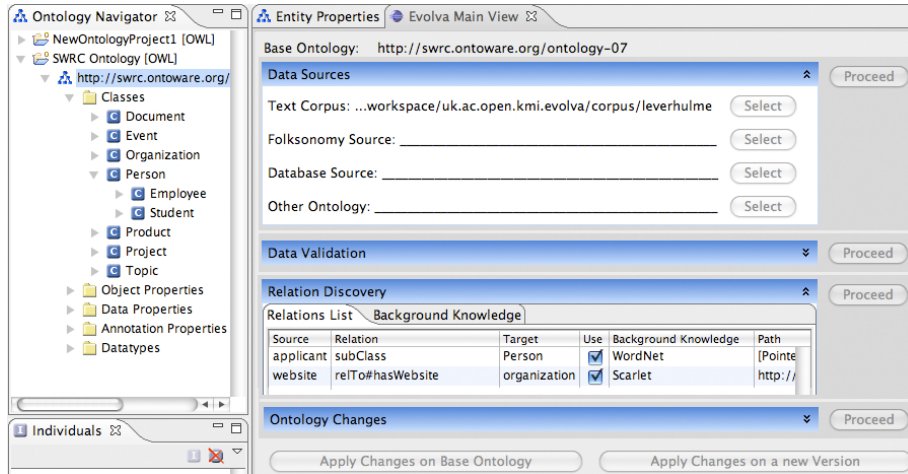 Ontology Navigator
NewOntologyProject1 [OWL]
SWRC Ontology [OWL]
http://swrc.ontoware.org/
Classes
Document
Event
Organization
Person
Employee
Student
Product
Project
Topic
Object Properties
Data Properties
Annotation Properties
Datatypes
Individuals
Entity Properties Evolva Main View
Base Ontology: http://swrc.ontoware.org/ontology-07
Data Sources Proceed
Text Corpus: ...workspace/uk.ac.open.kmi.evolva/corpus/leverhulme Select
Folksonomy Source: Select
Database Source: Select
Other Ontology: Select
Data Validation Proceed
Relation Discovery Proceed
Relations List Background Knowledge
Source Relation Target Use Background Knowledge Path
applicant subClass Person WordNet [Pointe
website relTo#hasWebsite organization Scarlet http://
Ontology Changes Proceed
Apply Changes on Base Ontology Apply Changes on a new Version